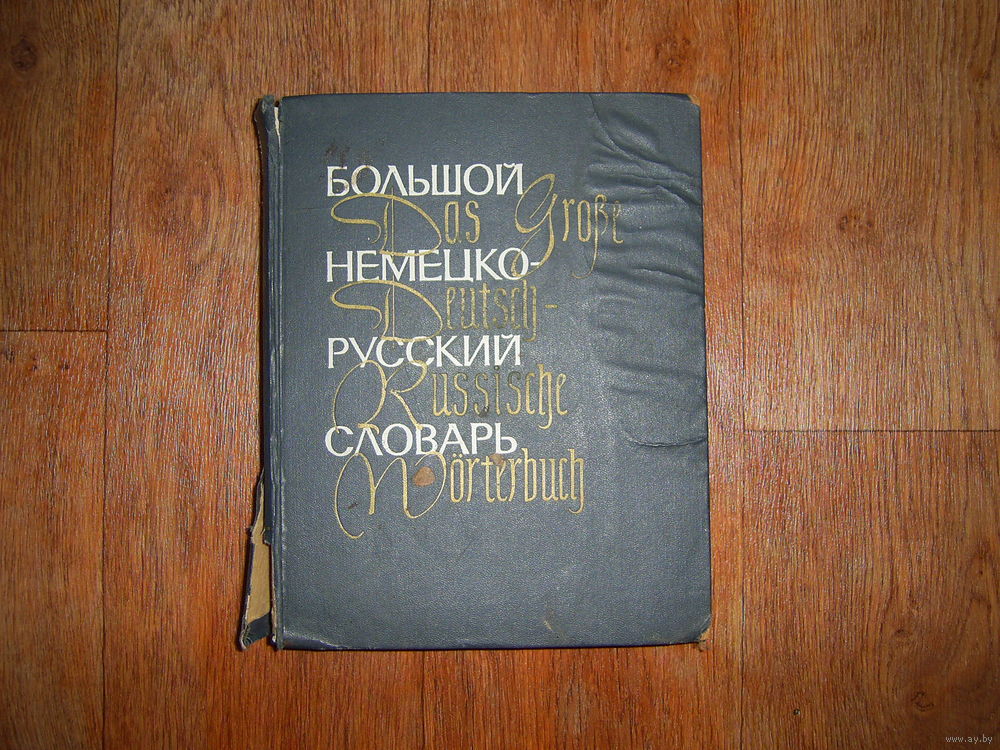 БОЛЬШОЙ
Das Große
НЕМЕЦКО-
Deutsch-
РУССКИЙ
Russische
СЛОВАРЬ
Wörterbuch
www.ay.by